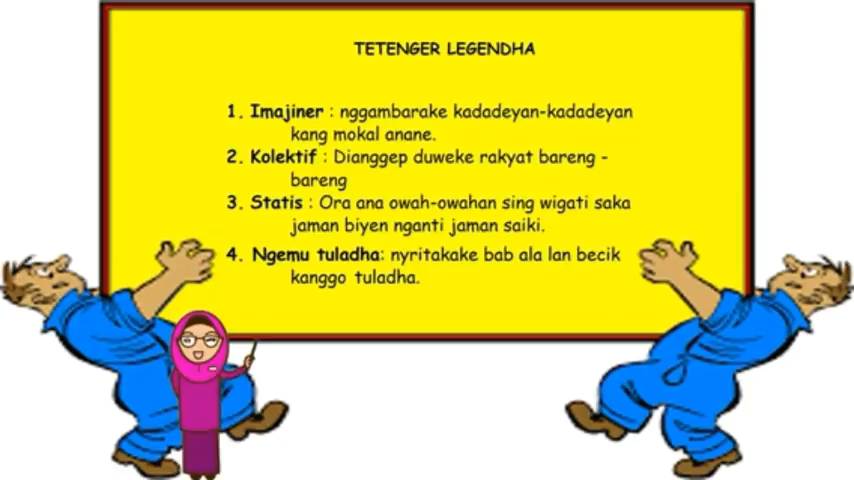 TETENGER LEGENDHA
1. Imajiner : nggambarake kadadeyan-kadadeyan
kang mokal anane.
2. Kolektif : Dianggep duweke rakyat bareng -
bareng
3. Statis : Ora ana owah-owahan sing wigati saka
jaman biyen nganti jaman saiki.
4. Ngemu tuladha: nyritakake bab ala lan becik
kanggo tuladha.